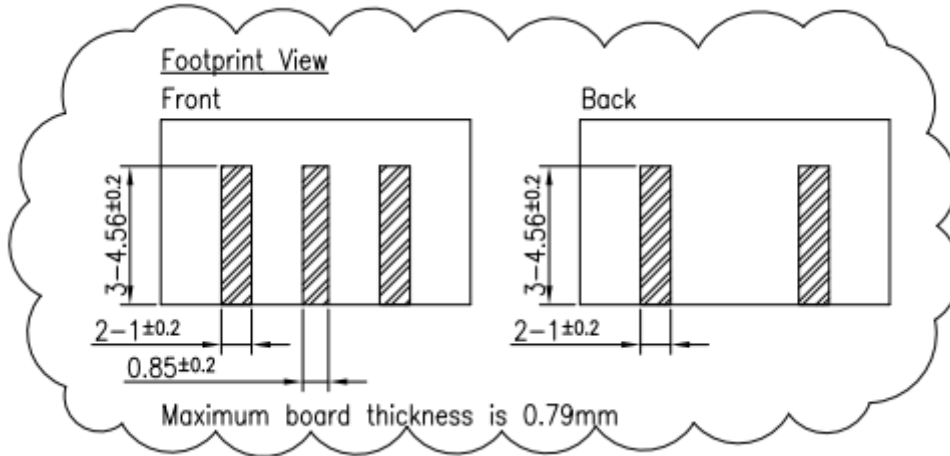 Footprint View
Front
Back
3-4.56±0.2
3-4.56±0.2
2-1±0.2
2-1±0.2
0.85±0.2
Maximum board thickness is 0.79mm